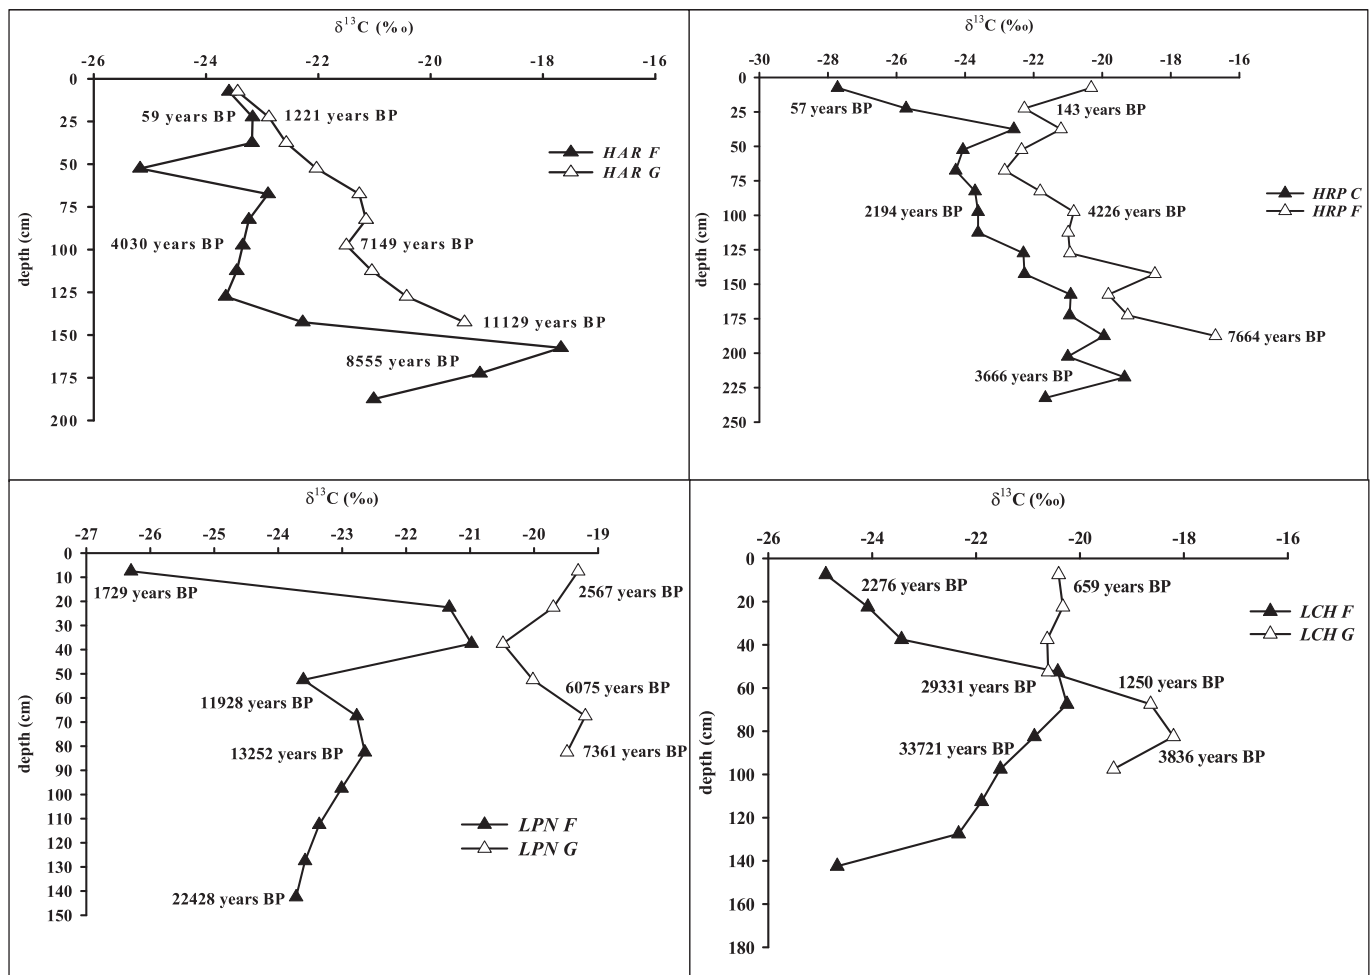 δ13C (‰)
-26 -24 -22 -20 -18 -16
0
25
50
75
100
125
150
175
200
depth (cm)
59 years BP
1221 years BP
4030 years BP
7149 years BP
11129 years BP
8555 years BP
HAR F
HAR G
δ13C (‰)
-30 -28 -26 -24 -22 -20 -18 -16
0
25
50
75
100
125
150
175
200
225
250
depth (cm)
57 years BP
143 years BP
2194 years BP
4226 years BP
7664 years BP
3666 years BP
HRP C
HRP F
δ13C (‰)
-27 -26 -25 -24 -23 -22 -21 -20 -19
0
10
20
30
40
50
60
70
80
90
100
110
120
130
140
150
depth (cm)
1729 years BP
2567 years BP
11928 years BP
6075 years BP
13252 years BP
7361 years BP
22428 years BP
LPN F
LPN G
δ13C (‰)
-26 -24 -22 -20 -18 -16
0
20
40
60
80
100
120
140
160
180
depth (cm)
2276 years BP
659 years BP
29331 years BP
1250 years BP
33721 years BP
3836 years BP
LCH F
LCH G